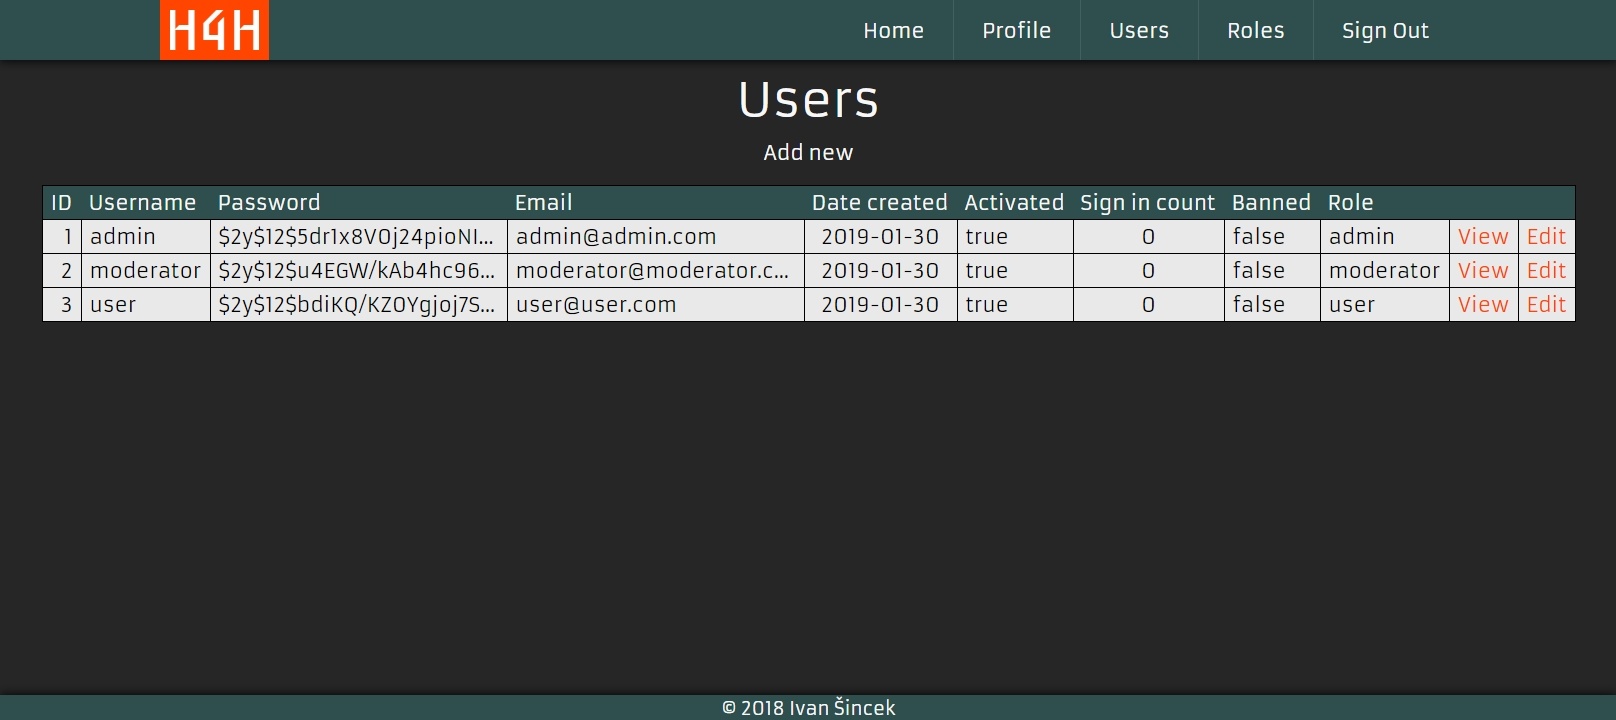 H4H Home Profile Users Roles Sign Out
Users
Add new
ID Username Password Email Date created Activated Sign in count Banned Role
1 admin $2y$12$5dr1x8V0j24pioNI... admin@admin.com 2019-01-30 true 0 false admin View Edit
2 moderator $2y$12$u4EGW/kAb4hc96... moderator@moderator.c... 2019-01-30 true 0 false moderator View Edit
3 user $2y$12$bdiKQ/KZ0Ygjoj7S... user@user.com 2019-01-30 true 0 false user View Edit
© 2018 Ivan Šincek